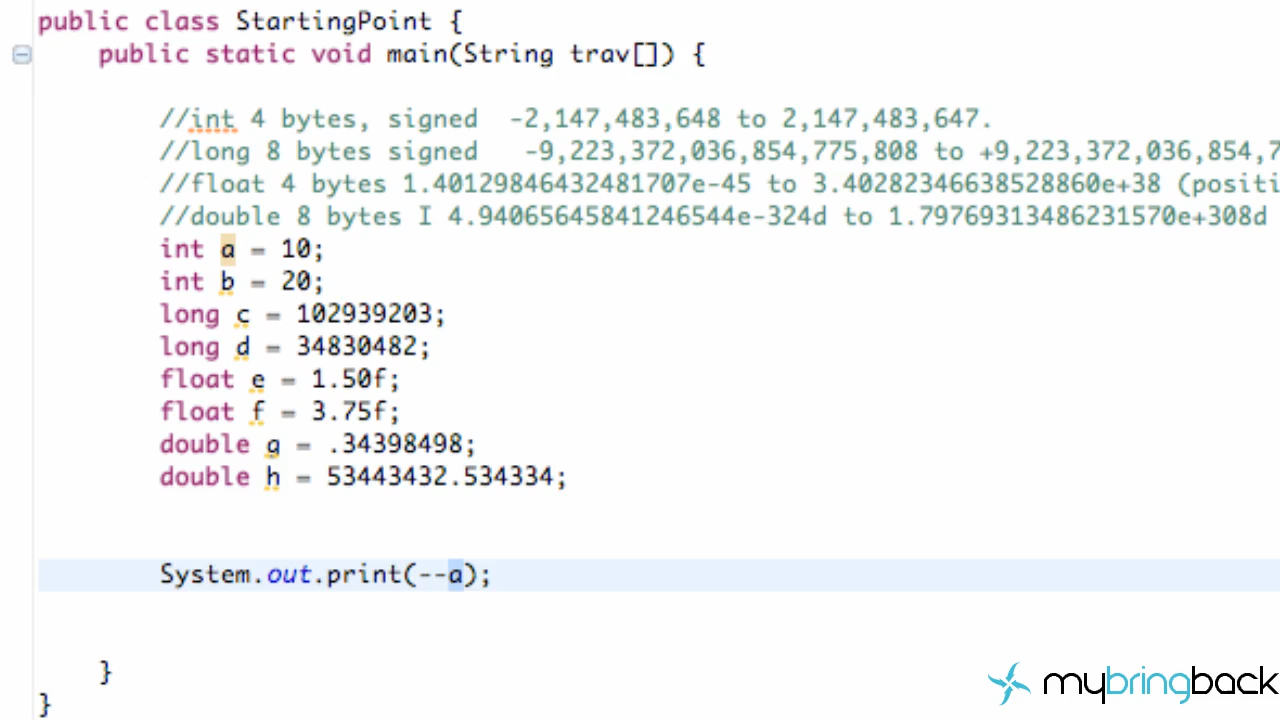 public class StartingPoint {
public static void main(String trav[]) {
//int 4 bytes, signed  -2,147,483,648 to 2,147,483,647.
//long 8 bytes signed   -9,223,372,036,854,775,808 to +9,223,372,036,854,7
//float 4 bytes 1.40129846432481707e-45 to 3.40282346638528860e+38 (positi
//double 8 bytes I 4.94065645841246544e-324d to 1.79769313486231570e+308d
int a = 10;
int b = 20;
long c = 102939203;
long d = 34830482;
float e = 1.50f;
float f = 3.75f;
double g = .34398498;
double h = 53443432.534334;
System.out.print(--a);
}
}
mybringback